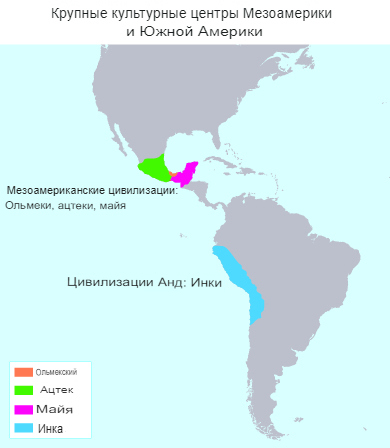 Крупные культурные центры Мезоамерики
и Южной Америки
Мезоамериканские цивилизации:
Ольмеки, ацтеки, майя
Цивилизации Анд: Инки
Ольмекский
Ацтек
Майя
Инка